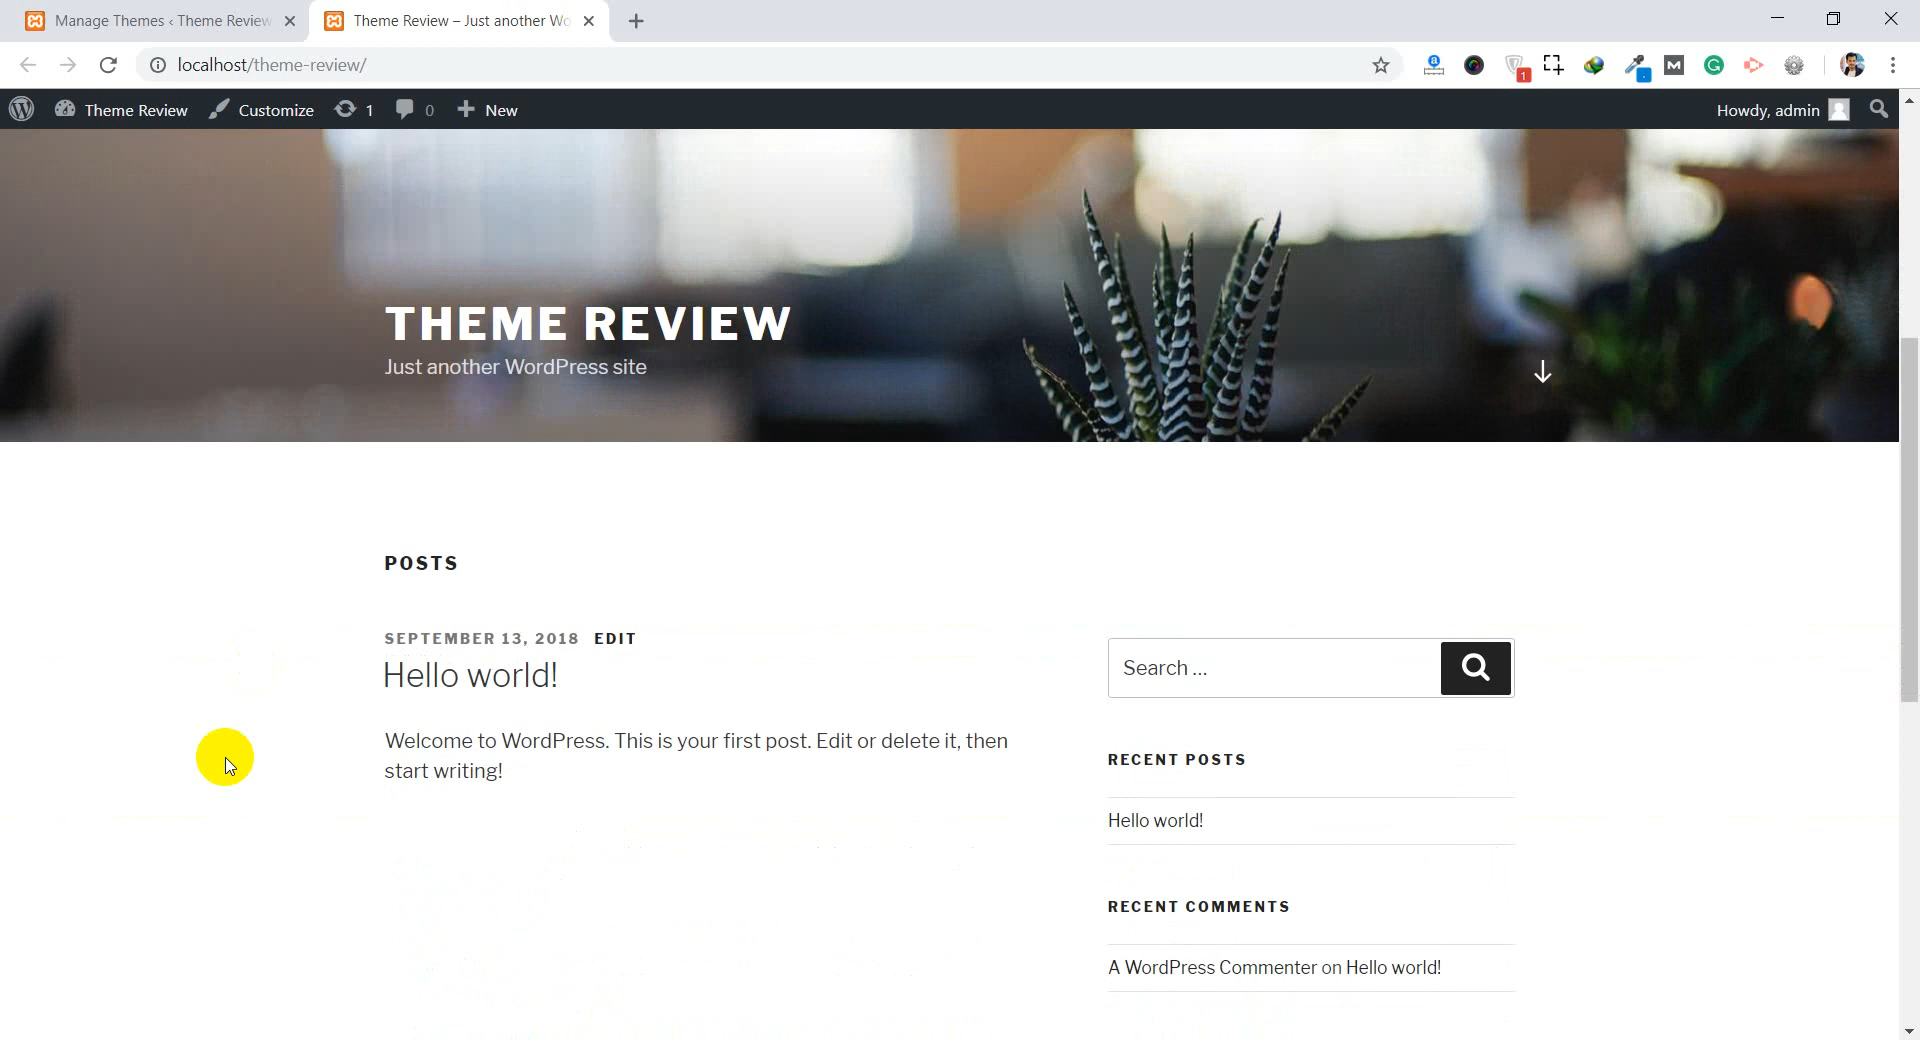 Manage Themes ‹ Theme Review
Theme Review – Just another Wo
localhost/theme-review/
1
Theme Review
Customize
1
0
New
Howdy, admin
THEME REVIEW
Just another WordPress site
POSTS
SEPTEMBER 13, 2018 EDIT
Hello world!
Welcome to WordPress. This is your first post. Edit or delete it, then
start writing!
Search …
RECENT POSTS
Hello world!
RECENT COMMENTS
A WordPress Commenter on Hello world!